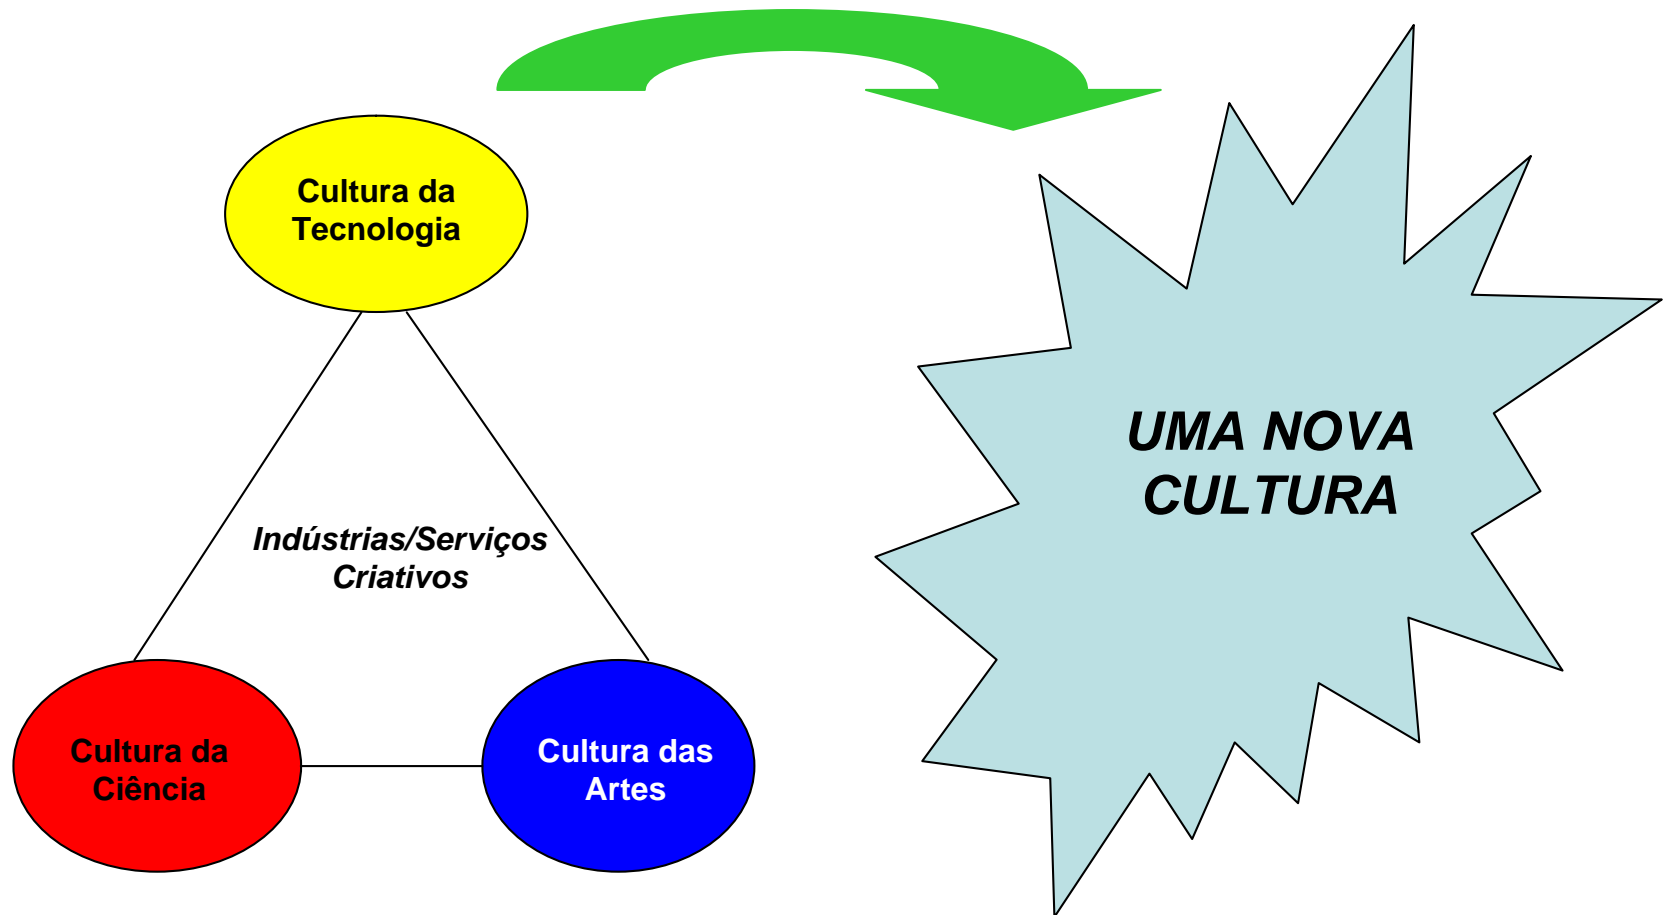 Cultura da
Tecnologia
UMA NOVA
CULTURA
Indústrias/Serviços
Criativos
Cultura da
Ciência
Cultura das
Artes